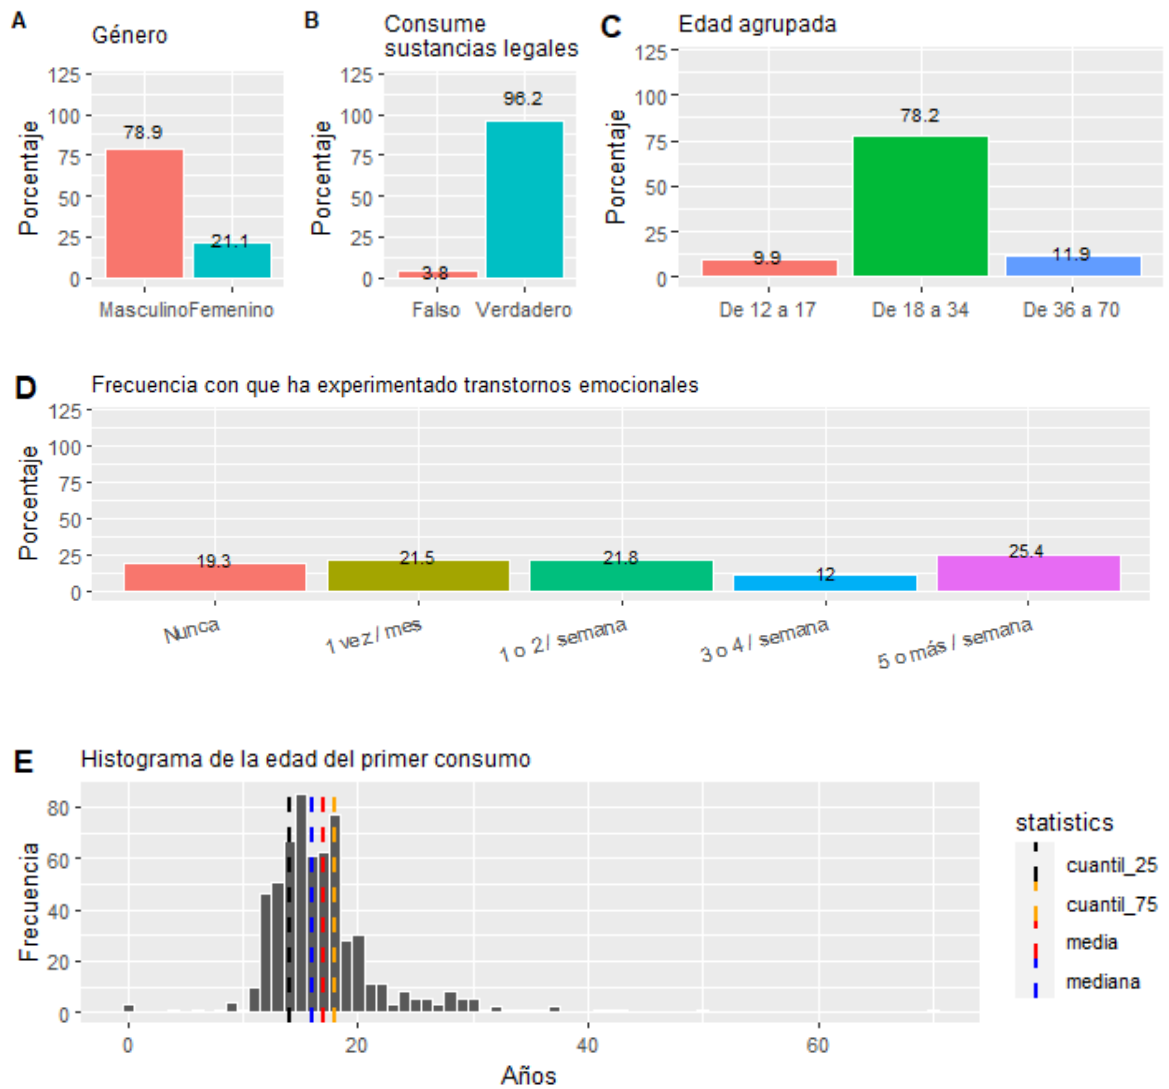 A
Género
Porcentaje
125
100
75
50
25
0
78.9
21.1
Masculino Femenino
B
Consume
sustancias legales
Porcentaje
125
100
75
50
25
0
3.8
96.2
Falso Verdadero
C
Edad agrupada
Porcentaje
125
100
75
50
25
0
9.9
78.2
11.9
De 12 a 17 De 18 a 34 De 36 a 70
D
Frecuencia con que ha experimentado transtornos emocionales
Porcentaje
125
100
75
50
25
0
19.3
21.5
21.8
12
25.4
Nunca
1 vez / mes
1 o 2 / semana
3 o 4 / semana
5 o más / semana
E
Histograma de la edad del primer consumo
Frecuencia
80
60
40
20
0
0 20 40 60
Años
statistics
cuantil_25
cuantil_75
media
mediana